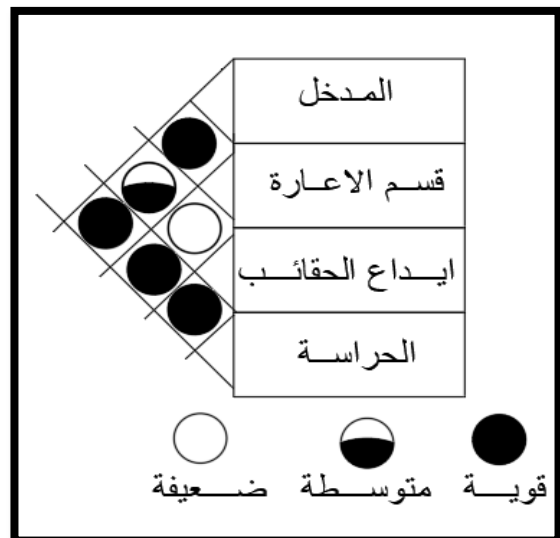 المدخل
قسم الاعارة
ايداع الحقائب
الحراسة
قوية متوسطة ضعيفة